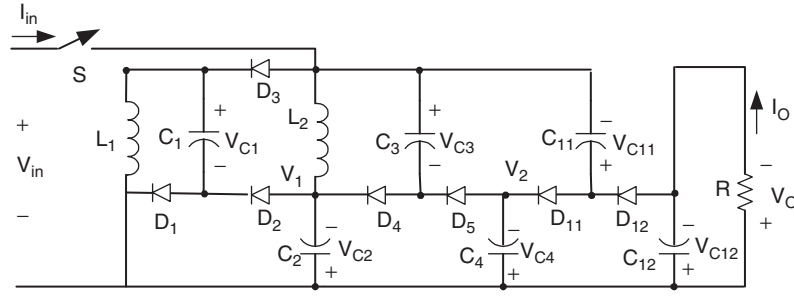 I_in
S
+
V_in
−
L_1
C_1
+
V_C1
−
D_3
L_2
C_3
+
V_C3
−
C_11
−
V_C11
+
I_O
R
−
V_O
+
V_1
V_2
D_1
D_2
D_4
D_5
D_11
D_12
C_2
−
V_C2
+
C_4
−
V_C4
+
C_12
−
V_C12
+